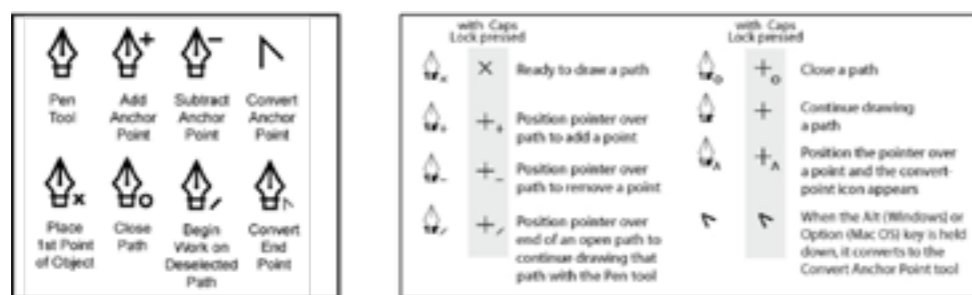 Pen
Tool
Add
Anchor
Point
Subtract
Anchor
Point
Convert
Anchor
Point
Place
1st Point
of Object
Close
Path
Begin
Work on
Deselected
Path
Convert
End
Point
with Caps
Lock pressed
Ready to draw a path
Position pointer over
path to add a point
Position pointer over
path to remove a point
Position pointer over
end of an open path to
continue drawing that
path with the Pen tool
with Caps
Lock pressed
Close a path
Continue drawing
a path
Position the pointer over
a point and the convert-
point icon appears
When the Alt (Windows) or
Option (Mac OS) key is held
down, it converts to the
Convert Anchor Point tool